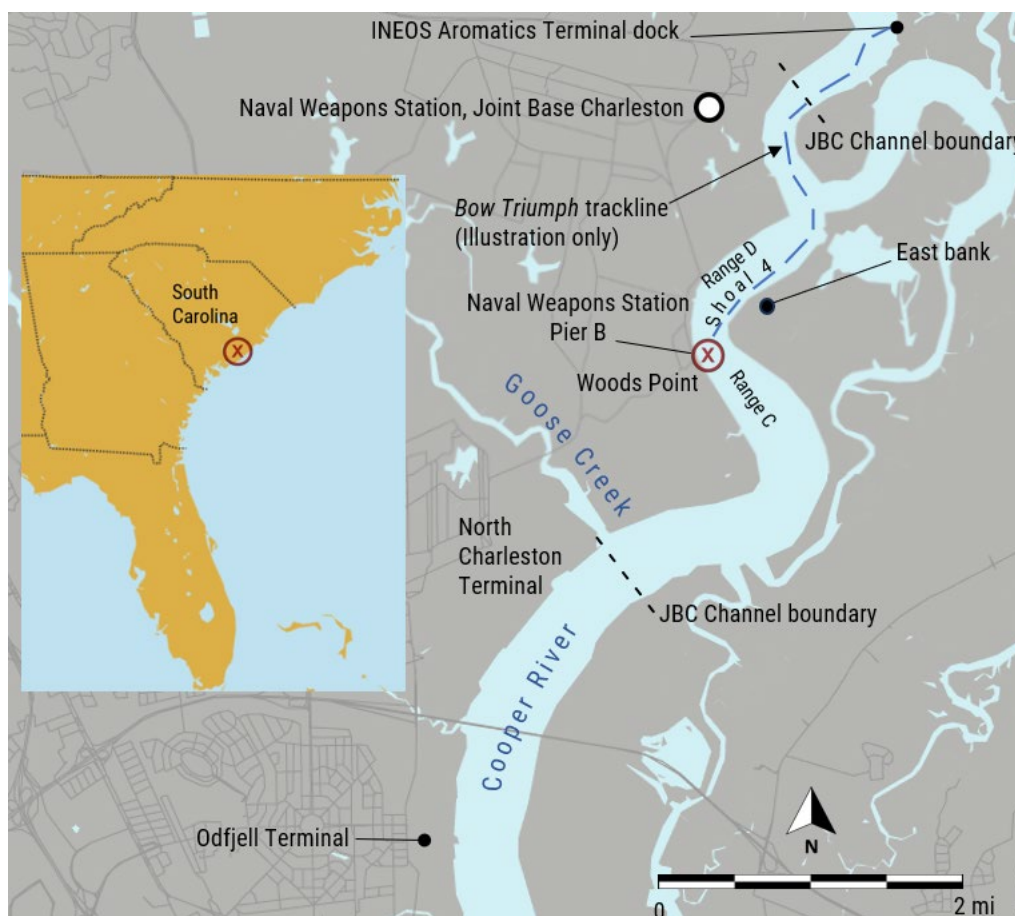 INEOS Aromatics Terminal dock
Naval Weapons Station, Joint Base Charleston
JBC Channel boundary
Bow Triumph trackline
(Illustration only)
Range D
Shoal 4
East bank
South
Carolina
X
Naval Weapons Station
Pier B
X
Woods Point
Range C
Goose Creek
North
Charleston
Terminal
JBC Channel boundary
Cooper River
Odfjell Terminal
N
0
2 mi